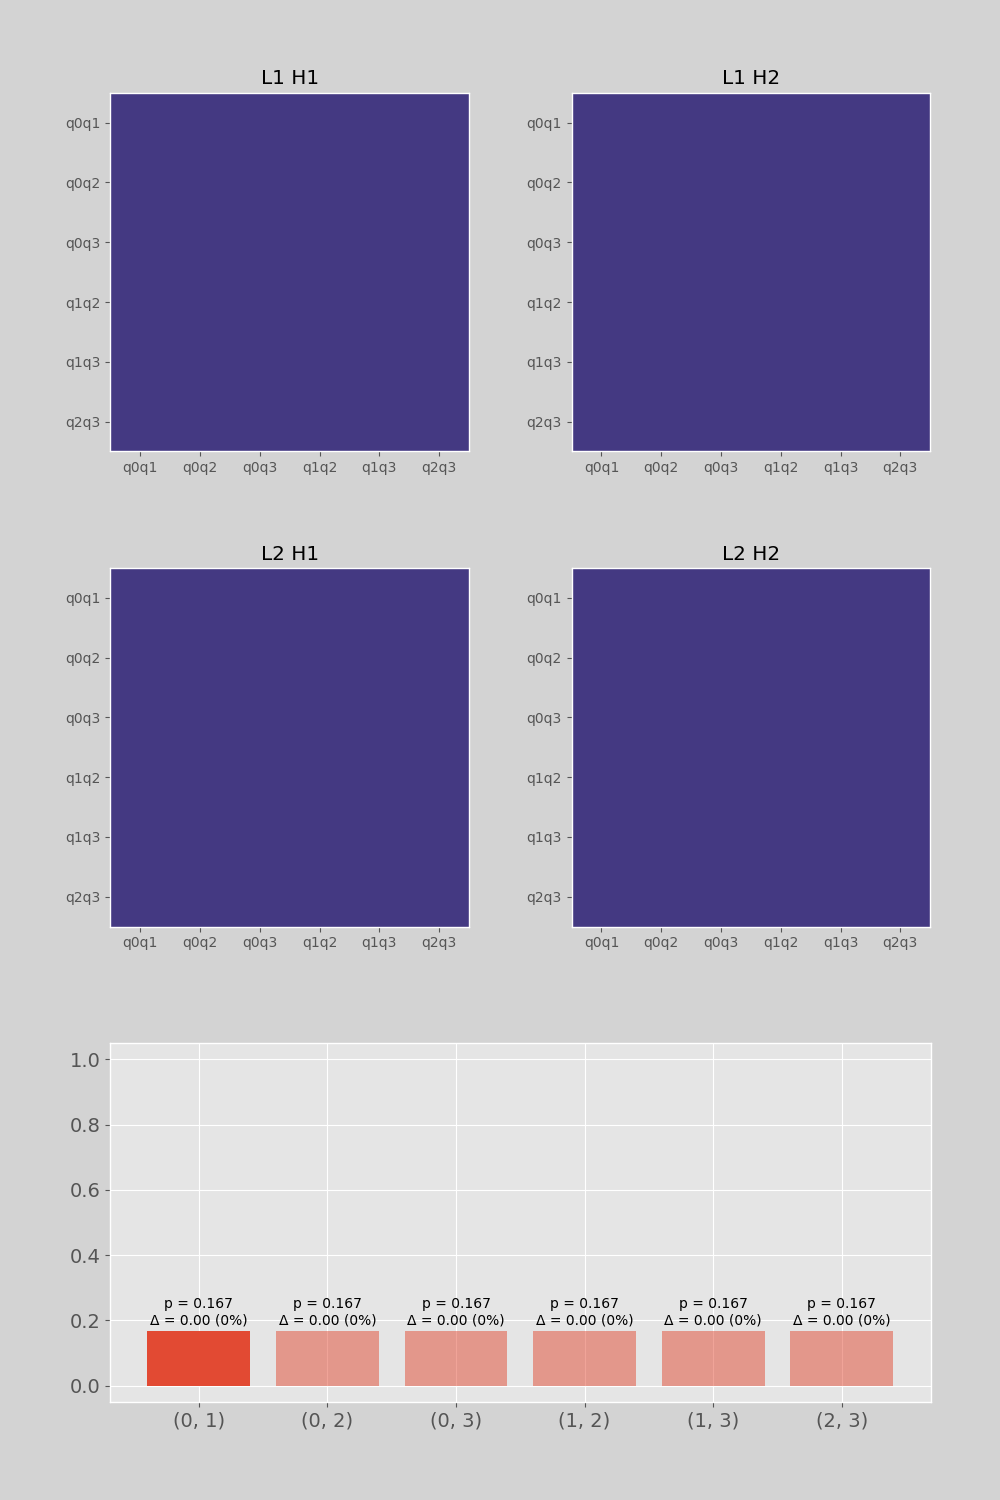 L1 H1 L1 H2
q0q1 q0q1
q0q2 q0q2
q0q3 q0q3
q1q2 q1q2
q1q3 q1q3
q2q3 q2q3
q0q1 q0q2 q0q3 q1q2 q1q3 q2q3 q0q1 q0q2 q0q3 q1q2 q1q3 q2q3
L2 H1 L2 H2
q0q1 q0q1
q0q2 q0q2
q0q3 q0q3
q1q2 q1q2
q1q3 q1q3
q2q3 q2q3
q0q1 q0q2 q0q3 q1q2 q1q3 q2q3 q0q1 q0q2 q0q3 q1q2 q1q3 q2q3
1.0
0.8
0.6
0.4
p = 0.167 p = 0.167 p = 0.167 p = 0.167 p = 0.167 p = 0.167
0.2 Δ = 0.00 (0%) Δ = 0.00 (0%) Δ = 0.00 (0%) Δ = 0.00 (0%) Δ = 0.00 (0%) Δ = 0.00 (0%)
0.0
(0, 1) (0, 2) (0, 3) (1, 2) (1, 3) (2, 3)